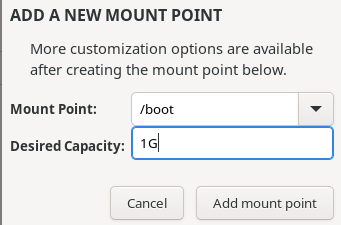 ADD A NEW MOUNT POINT
More customization options are available
after creating the mount point below.
Mount Point: /boot
Desired Capacity: 1G
Cancel Add mount point